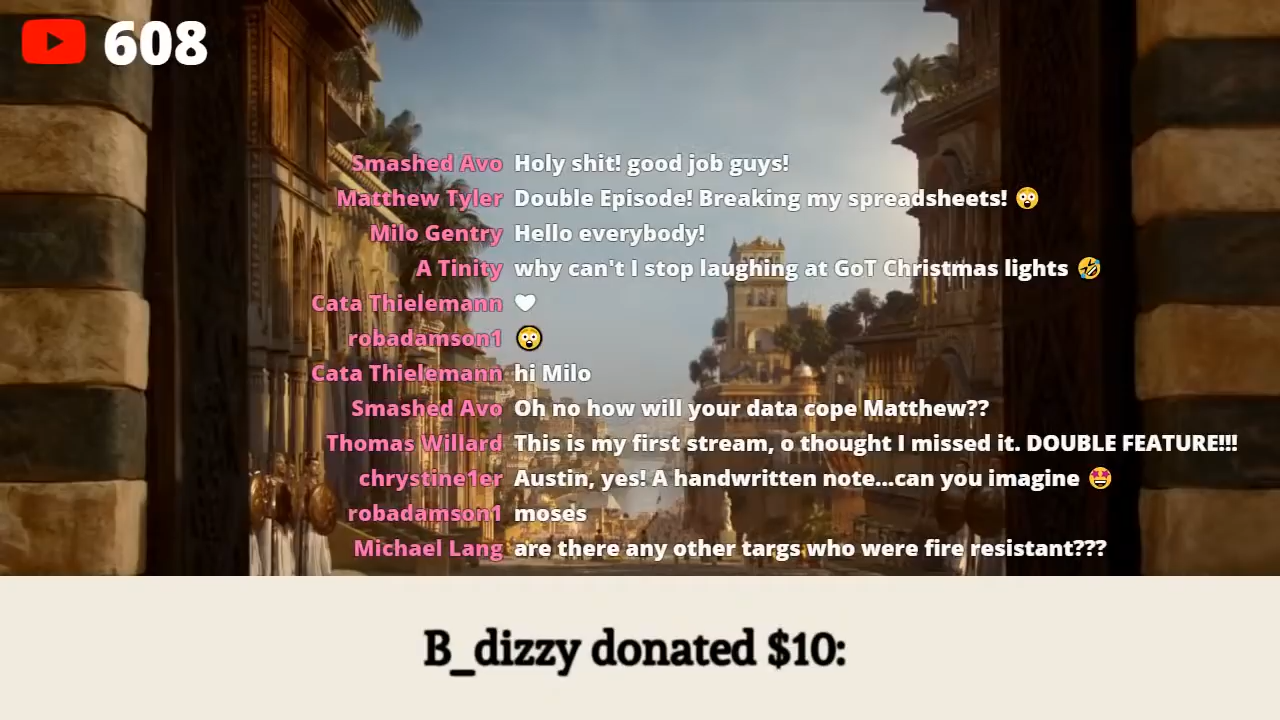 608
Smashed Avo Holy shit! good job guys!
Matthew Tyler Double Episode! Breaking my spreadsheets! 😲
Milo Gentry Hello everybody!
A Tinity why can't I stop laughing at GoT Christmas lights 🤣
Cata Thielemann 🤍
robadamson1 😲
Cata Thielemann hi Milo
Smashed Avo Oh no how will your data cope Matthew??
Thomas Willard This is my first stream, o thought I missed it. DOUBLE FEATURE!!!
chrystine1er Austin, yes! A handwritten note...can you imagine 🤩
robadamson1 moses
Michael Lang are there any other targs who were fire resistant???
B_dizzy donated $10: